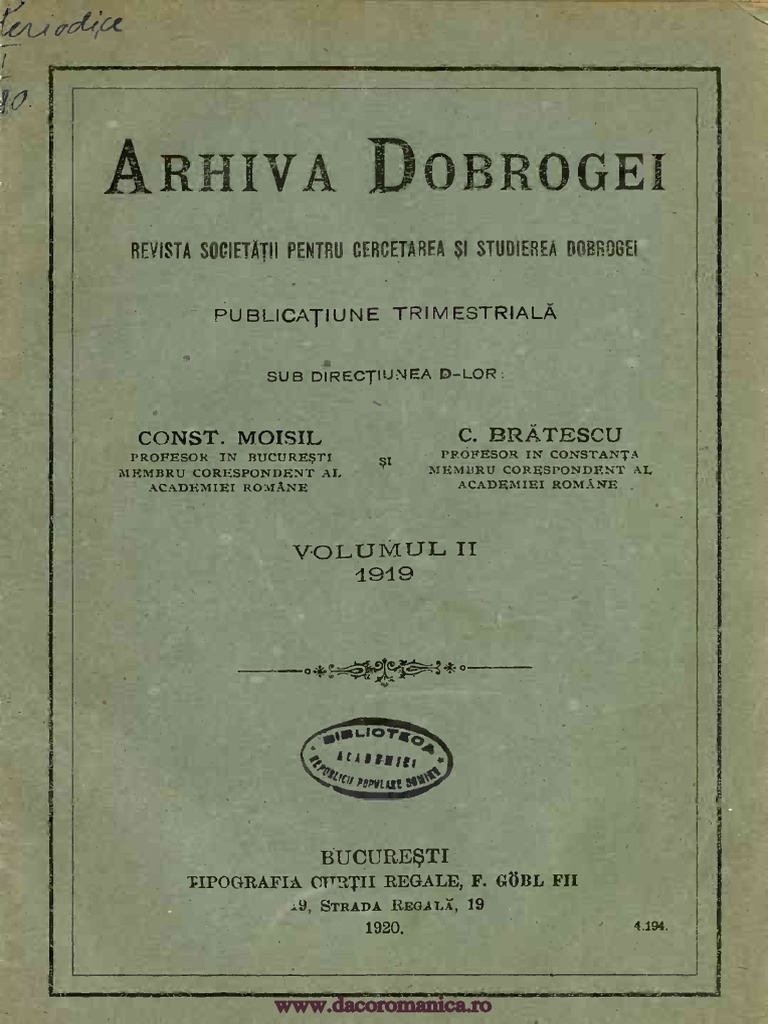 Periodice
I
ARHIVA DOBROGEI
REVISTA SOCIETĂȚII PENTRU CERCETAREA ȘI STUDIEREA DOBROGEI
PUBLICAȚIUNE TRIMESTRIALĂ
SUB DIRECȚIUNEA D-LOR:
CONST. MOISIL
PROFESOR IN BUCUREȘTI
MEMBRU CORESPONDENT AL
ACADEMIEI ROMÂNE
ȘI
C. BRĂTESCU
PROFESOR IN CONSTANȚA
MEMBRU CORESPONDENT AL
ACADEMIEI ROMÂNE
VOLUMUL II
1919
BIBLIOTECA
ACADEMIEI
REPUBLICII POPULARE ROMINE
BUCUREȘTI
TIPOGRAFIA CURȚII REGALE, F. GÖBL FII
19, STRADA REGALĂ, 19
1920.
4.194.
www.dacoromanica.ro